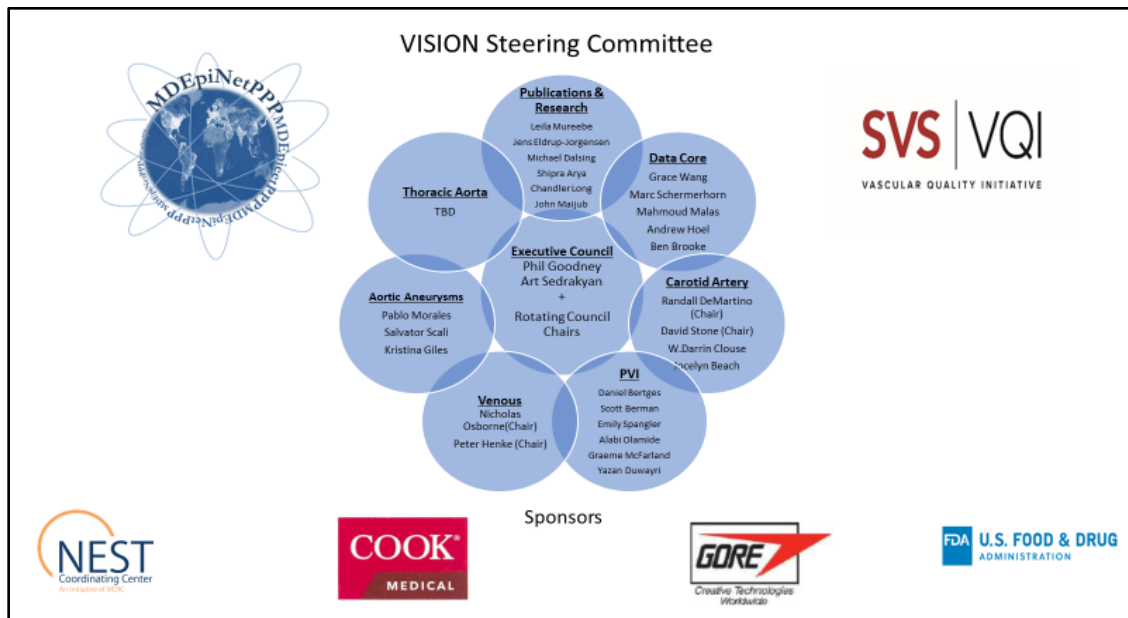 VISION Steering Committee
MDEpiNetPPP
SVS | VQI
VASCULAR QUALITY INITIATIVE
Publications &
Research
Leila Mureebe
Jens Eldrup-Jorgensen
Michael Dalsing
Shipra Arya
Chandler Long
John Maijub
Data Core
Grace Wang
Marc Schermerhorn
Mahmoud Malas
Andrew Hoel
Ben Brooke
Thoracic Aorta
TBD
Executive Council
Phil Goodney
Art Sedrakyan
+
Rotating Council
Chairs
Carotid Artery
Randall DeMartino
(Chair)
David Stone (Chair)
W.Darrin Clouse
Jocelyn Beach
Aortic Aneurysms
Pablo Morales
Salvator Scali
Kristina Giles
PVI
Daniel Bertges
Scott Berman
Emily Spangler
Alabi Olamide
Graeme McFarland
Yazan Duwayri
Venous
Nicholas
Osborne(Chair)
Peter Henke (Chair)
Sponsors
NEST
Coordinating Center
An initiative of MDIC
COOK®
MEDICAL
GORE
Creative Technologies
Worldwide
FDA U.S. FOOD & DRUG
ADMINISTRATION